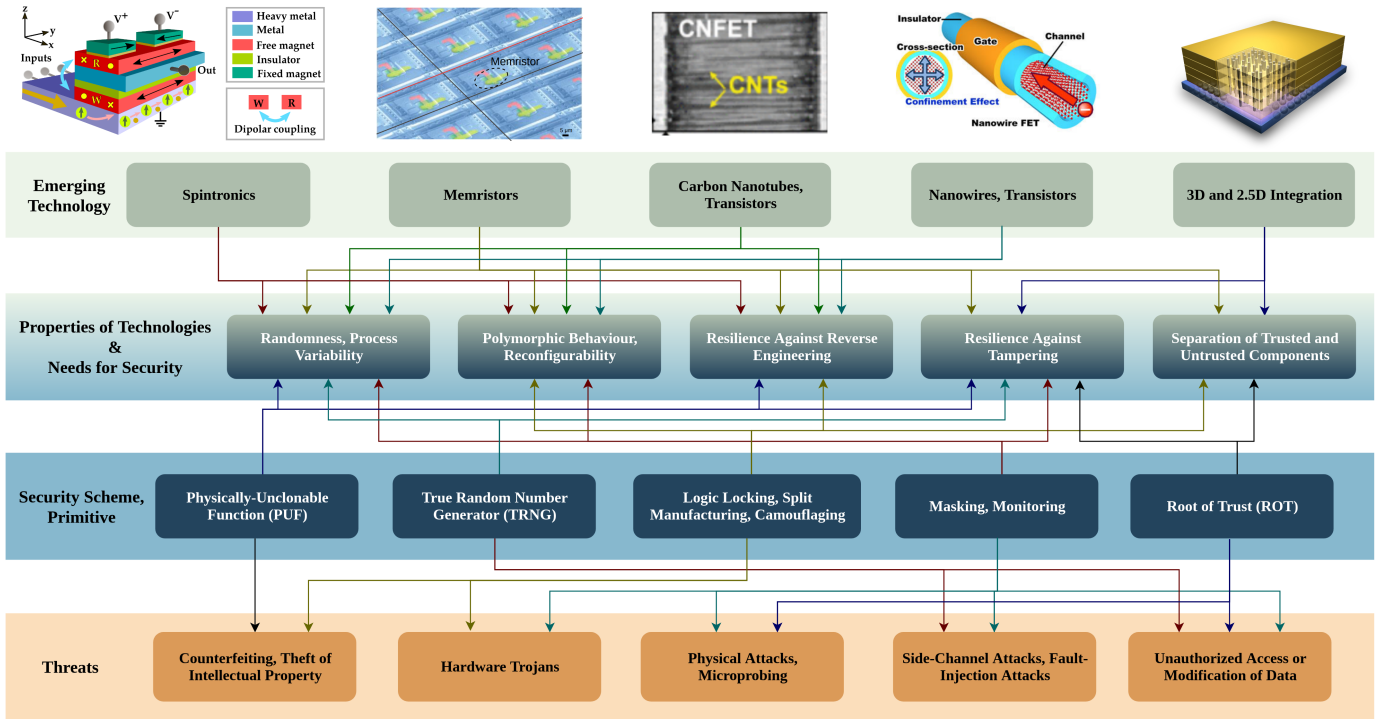 z
y
x
V+
V−
Inputs
R
W
Out
Heavy metal
Metal
Free magnet
Insulator
Fixed magnet
W R
Dipolar coupling
Memristor
5 µm
CNFET
CNTs
Insulator
Gate
Channel
Cross-section
Confinement Effect
Nanowire FET
Emerging
Technology
Spintronics
Memristors
Carbon Nanotubes,
Transistors
Nanowires, Transistors
3D and 2.5D Integration
Properties of Technologies
&
Needs for Security
Randomness, Process
Variability
Polymorphic Behaviour,
Reconfigurability
Resilience Against Reverse
Engineering
Resilience Against
Tampering
Separation of Trusted and
Untrusted Components
Security Scheme,
Primitive
Physically-Unclonable
Function (PUF)
True Random Number
Generator (TRNG)
Logic Locking, Split
Manufacturing, Camouflaging
Masking, Monitoring
Root of Trust (ROT)
Threats
Counterfeiting, Theft of
Intellectual Property
Hardware Trojans
Physical Attacks,
Microprobing
Side-Channel Attacks, Fault-
Injection Attacks
Unauthorized Access or
Modification of Data